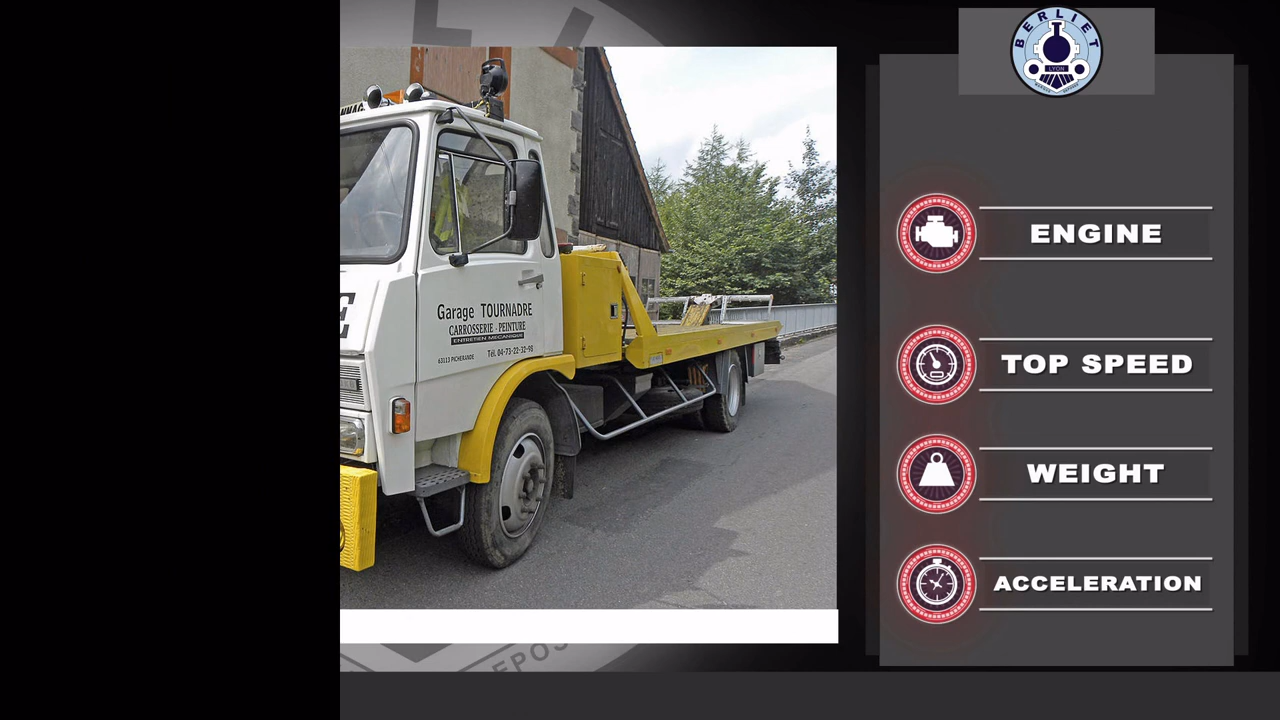 BERLIET
LYON
Garage TOURNADRE
CARROSSERIE - PEINTURE
ENTRETIEN MECANIQUE
63113 PICHERANDE Tél. 04-73-22-32-98
ENGINE
TOP SPEED
WEIGHT
ACCELERATION